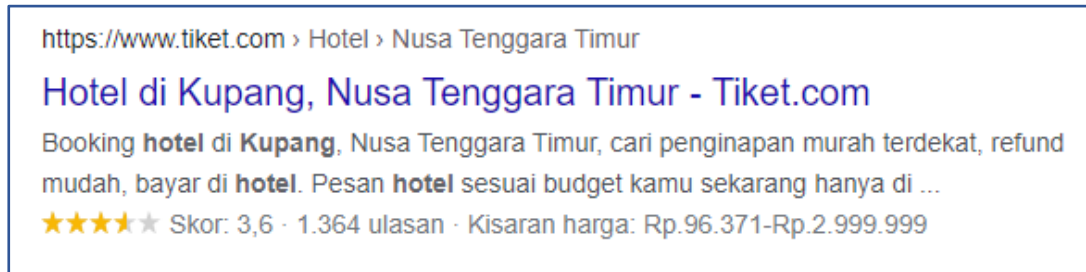 https://www.tiket.com › Hotel › Nusa Tenggara Timur
Hotel di Kupang, Nusa Tenggara Timur - Tiket.com
Booking hotel di Kupang, Nusa Tenggara Timur, cari penginapan murah terdekat, refund
mudah, bayar di hotel. Pesan hotel sesuai budget kamu sekarang hanya di ...
Skor: 3,6 · 1.364 ulasan · Kisaran harga: Rp.96.371-Rp.2.999.999